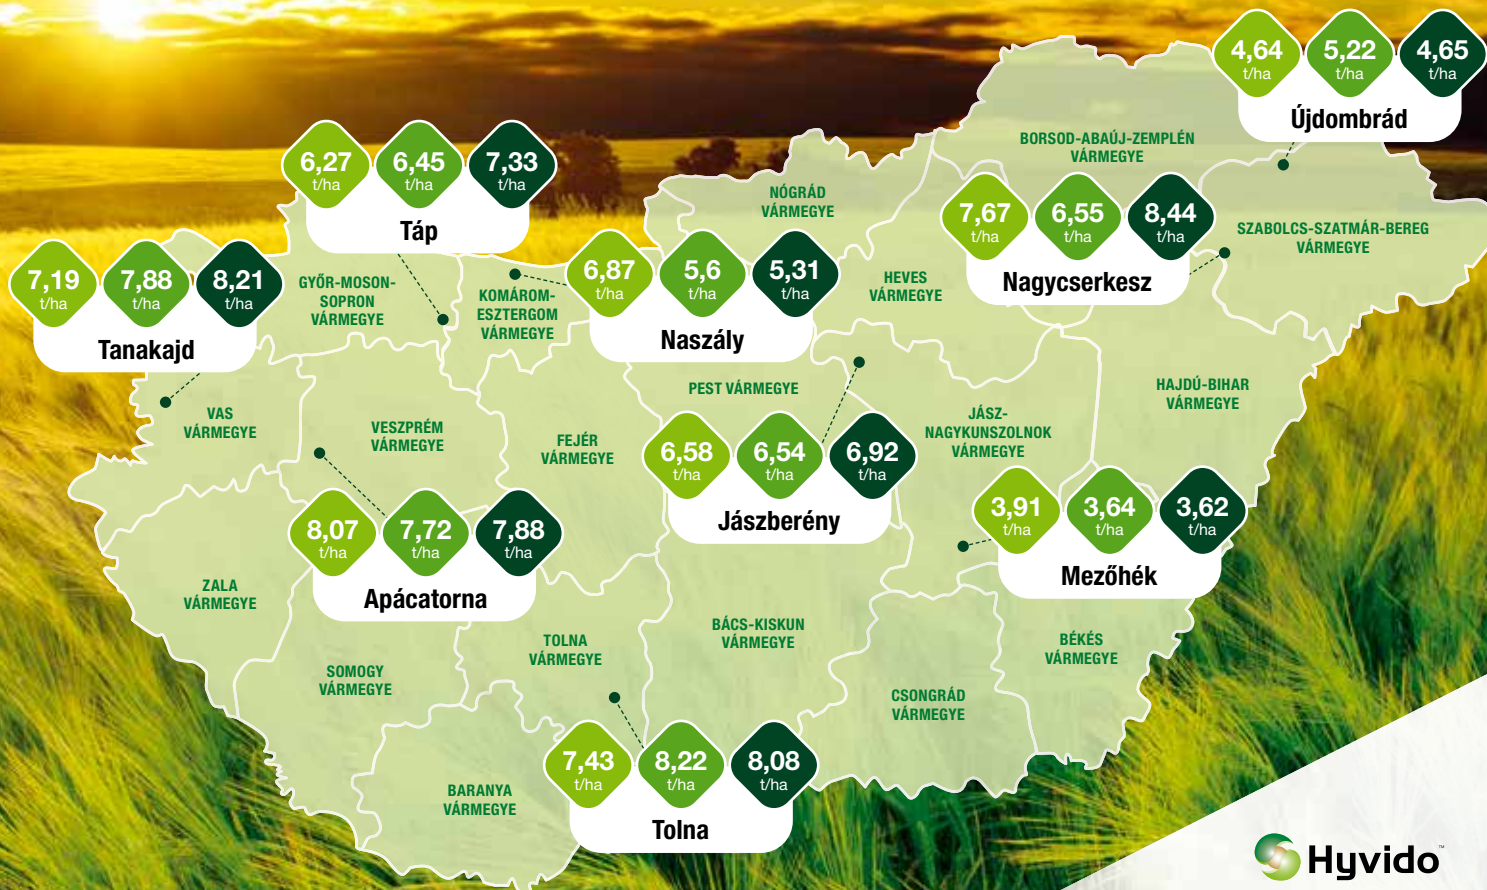 4,64
t/ha
5,22
t/ha
4,65
t/ha
Újdombrád
BORSOD-ABAÚJ-ZEMPLÉN
VÁRMEGYE
6,27
t/ha
6,45
t/ha
7,33
t/ha
Táp
NÓGRÁD
VÁRMEGYE
7,67
t/ha
6,55
t/ha
8,44
t/ha
Nagycserkesz
SZABOLCS-SZATMÁR-BEREG
VÁRMEGYE
7,19
t/ha
7,88
t/ha
8,21
t/ha
Tanakajd
GYŐR-MOSON-
SOPRON
VÁRMEGYE
KOMÁROM-
ESZTERGOM
VÁRMEGYE
6,87
t/ha
5,6
t/ha
5,31
t/ha
Naszály
HEVES
VÁRMEGYE
VAS
VÁRMEGYE
VESZPRÉM
VÁRMEGYE
FEJÉR
VÁRMEGYE
PEST VÁRMEGYE
JÁSZ-
NAGYKUNSZOLNOK
VÁRMEGYE
HAJDÚ-BIHAR
VÁRMEGYE
6,58
t/ha
6,54
t/ha
6,92
t/ha
Jászberény
8,07
t/ha
7,72
t/ha
7,88
t/ha
Apácatorna
3,91
t/ha
3,64
t/ha
3,62
t/ha
Mezőhék
ZALA
VÁRMEGYE
SOMOGY
VÁRMEGYE
TOLNA
VÁRMEGYE
BÁCS-KISKUN
VÁRMEGYE
BÉKÉS
VÁRMEGYE
CSONGRÁD
VÁRMEGYE
BARANYA
VÁRMEGYE
7,43
t/ha
8,22
t/ha
8,08
t/ha
Tolna
Hyvido™